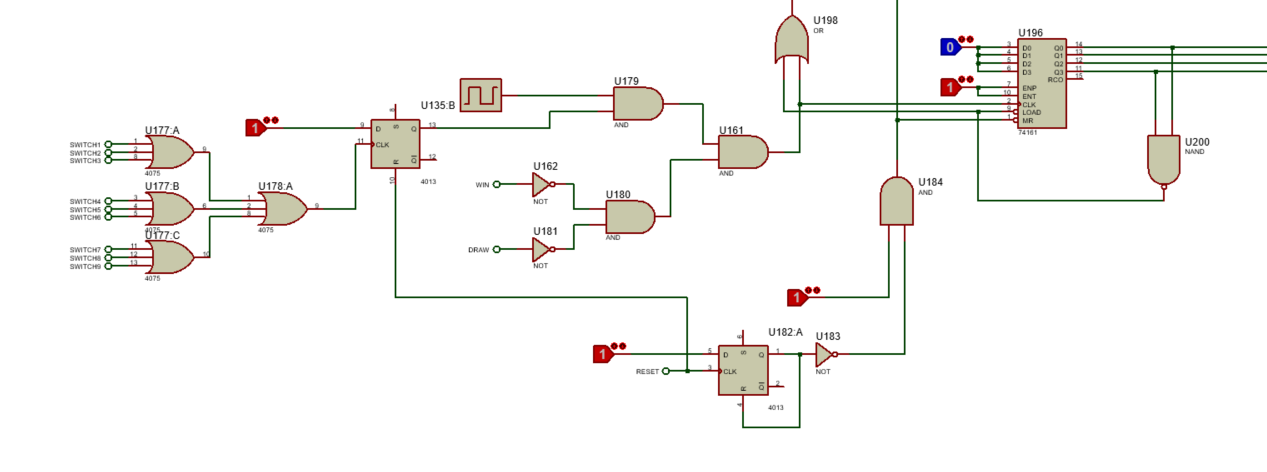 U198
OR
U196
0
3 D0 Q0 14
4 D1 Q1 13
5 D2 Q2 12
6 D3 Q3 11
RCO 15
1
7 ENP
10 ENT
2 CLK
9 LOAD
1 MR
74161
U200
NAND
U179
AND
U135:B
8
1
9 D S Q 13
11 CLK
R Q 12
10
4013
U161
AND
U177:A
SWITCH1 1
SWITCH2 2 9
SWITCH3 8
4075
U162
WIN
NOT
U180
AND
U181
DRAW
NOT
U184
AND
U177:B
SWITCH4 3
SWITCH5 4 6
SWITCH6 5
4075
U178:A
1
2 9
8
4075
U177:C
SWITCH7 11
SWITCH8 12 10
SWITCH9 13
4075
1
U182:A
6
1
5 D S Q 1
RESET 3 CLK
R Q 2
4
4013
U183
NOT